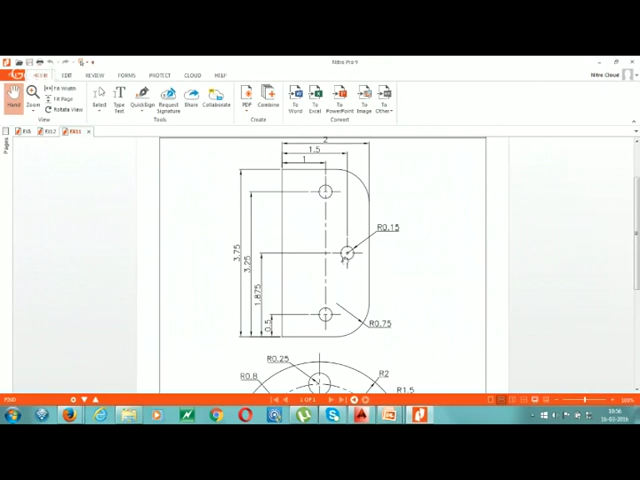 Nitro Pro 9
HOME
EDIT
REVIEW
FORMS
PROTECT
CLOUD
HELP
Nitro Cloud
Hand
Zoom
Fit Width
Fit Page
Rotate View
View
Select
Type Text
QuickSign
Request Signature
Share
Collaborate
Tools
PDF
Combine
Create
To Word
To Excel
To PowerPoint
To Image
To Other
Convert
EX12
EX11
Pages
2
1.5
1
R0.15
3.75
3.25
1.875
0.5
R0.75
R0.25
R0.8
R2
R1.5
FIND
1 OF 1
100%
10:56
16-02-2016